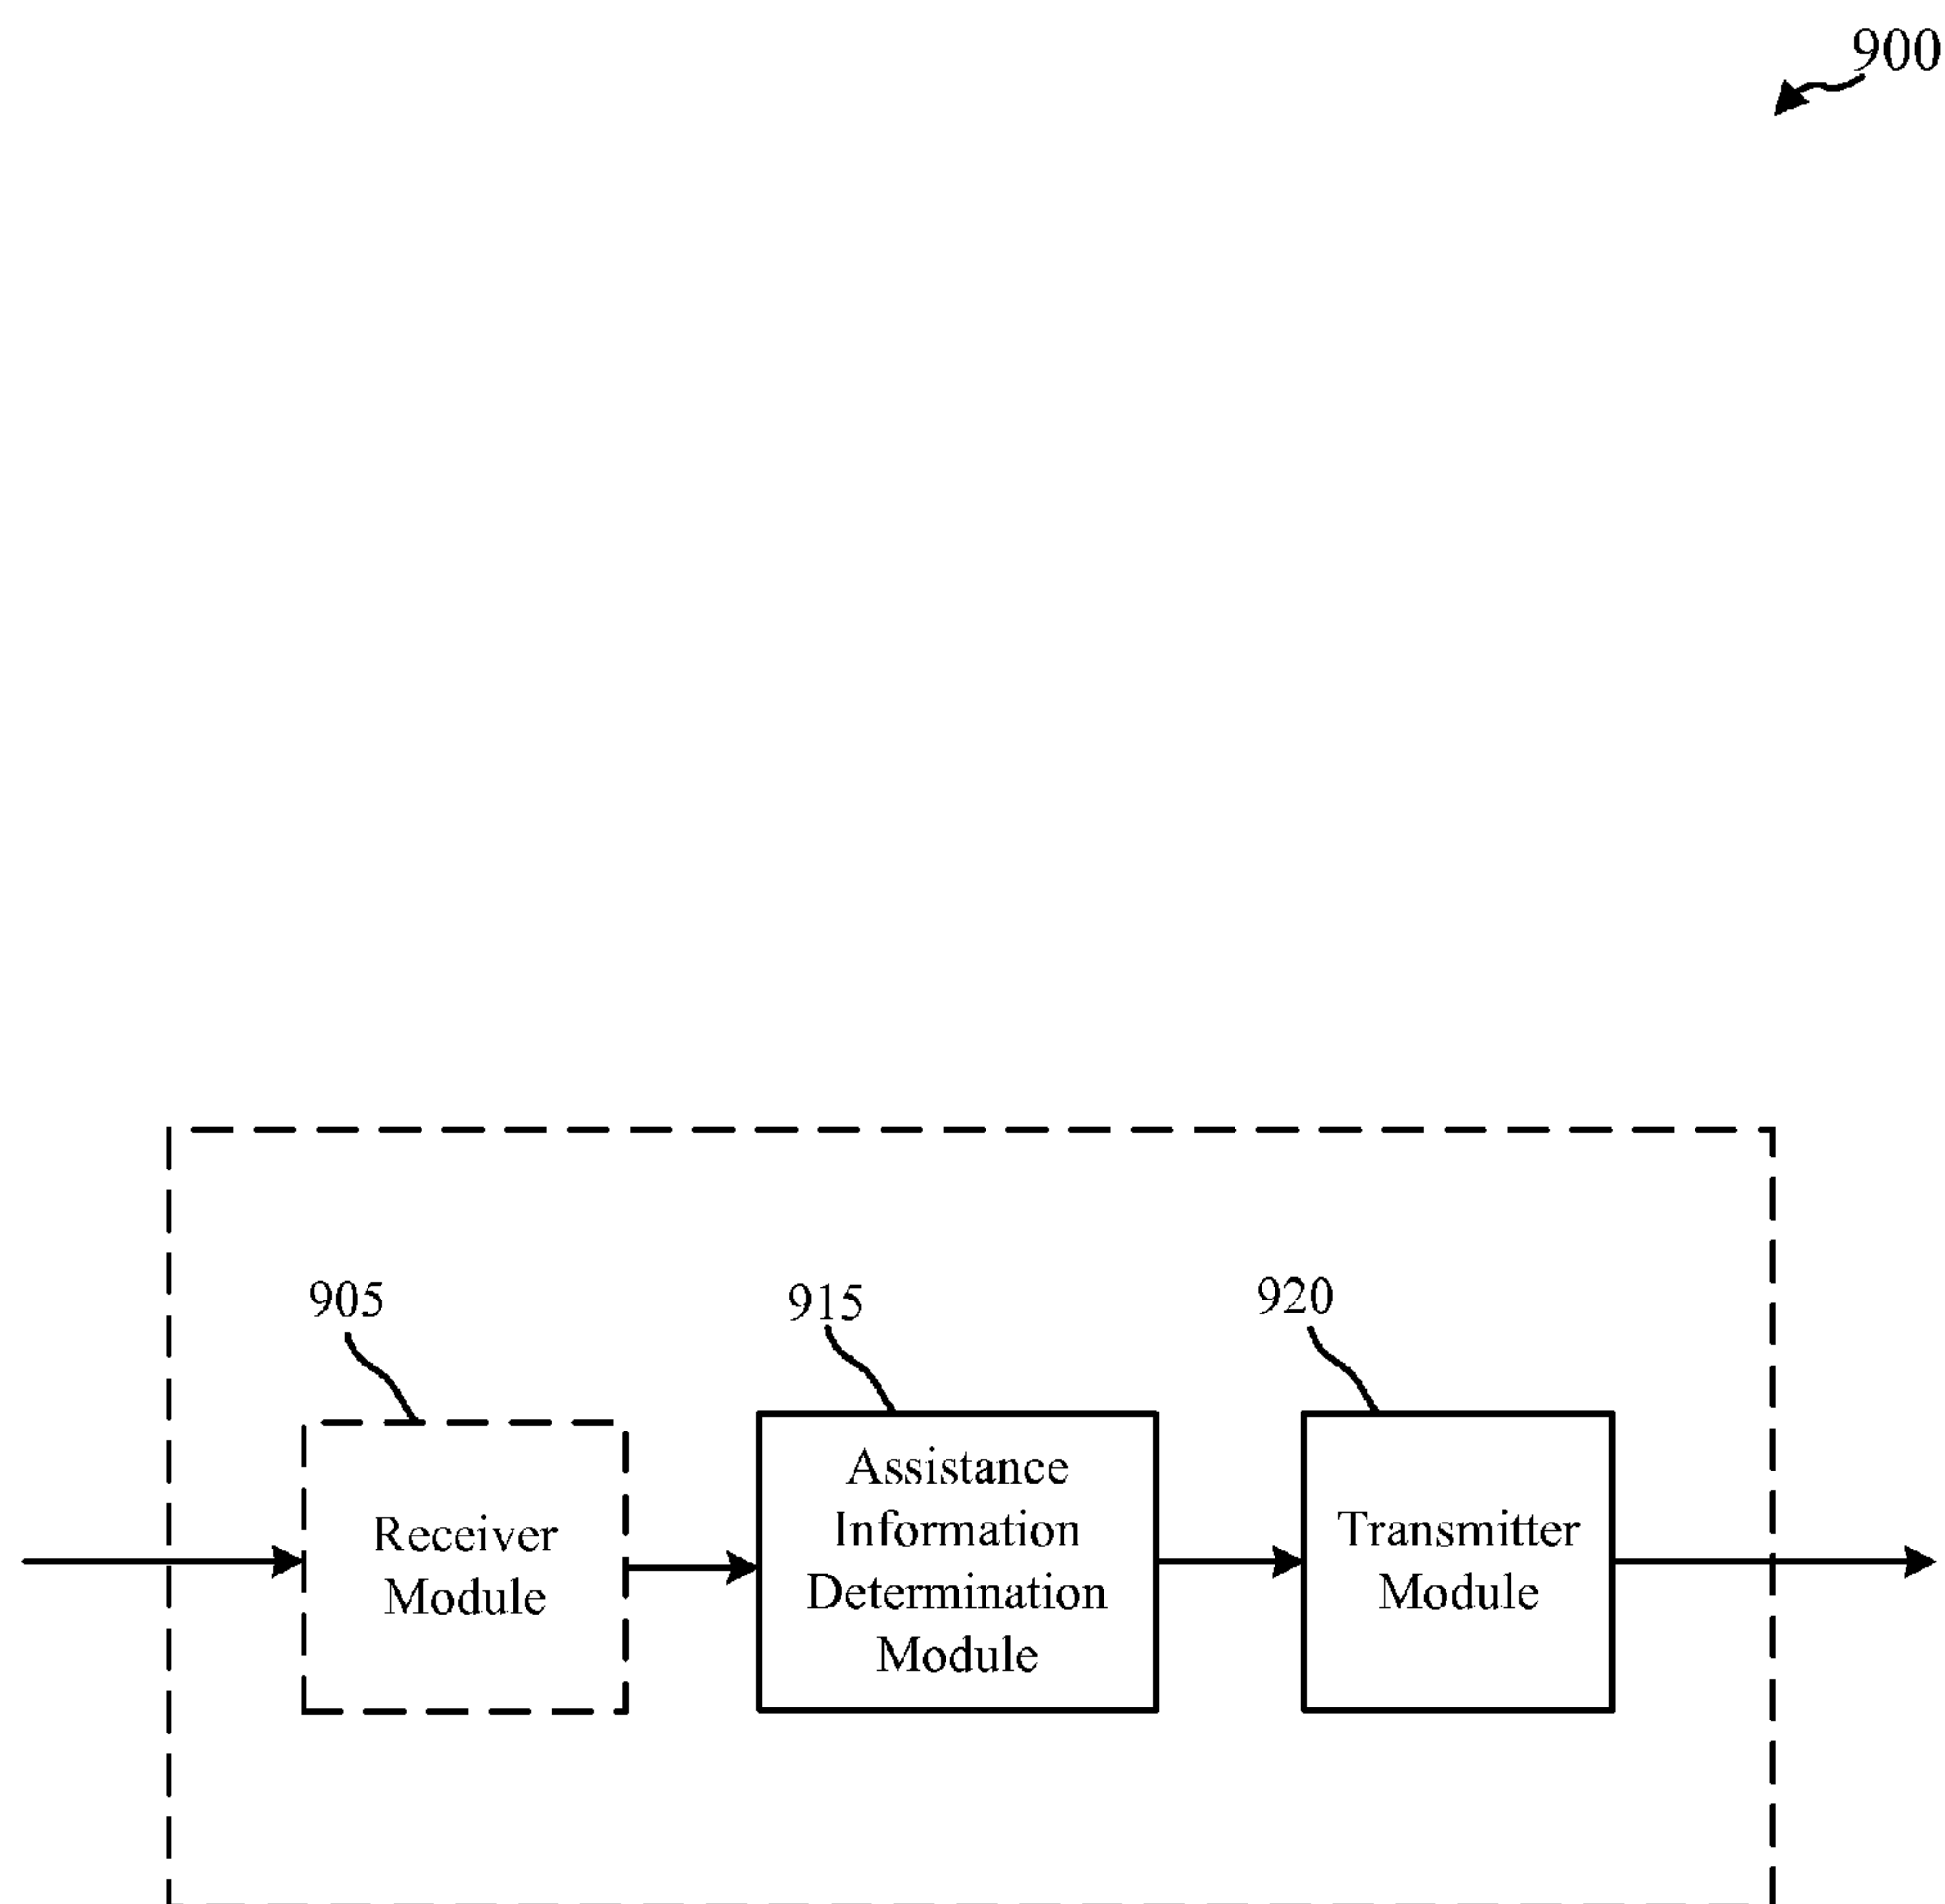 900
905
915
920
Receiver
Module
Assistance
Information
Determination
Module
Transmitter
Module